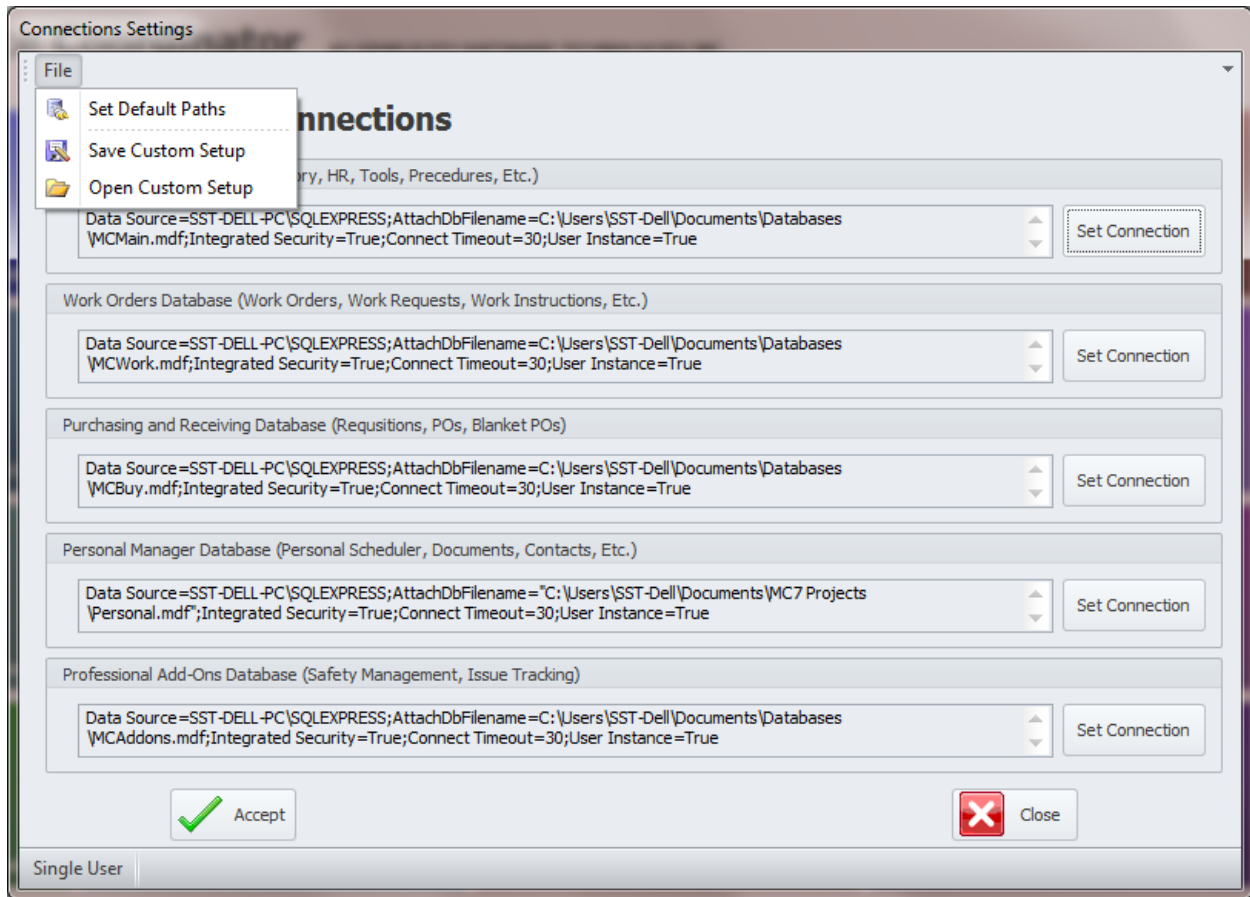 Connections Settings
File
Set Default Paths
Save Custom Setup
Open Custom Setup
nnections
ry, HR, Tools, Precedures, Etc.)
Data Source=SST-DELL-PC\SQLEXPRESS;AttachDbFilename=C:\Users\SST-Dell\Documents\Databases
\MCMain.mdf;Integrated Security=True;Connect Timeout=30;User Instance=True
Set Connection
Work Orders Database (Work Orders, Work Requests, Work Instructions, Etc.)
Data Source=SST-DELL-PC\SQLEXPRESS;AttachDbFilename=C:\Users\SST-Dell\Documents\Databases
\MCWork.mdf;Integrated Security=True;Connect Timeout=30;User Instance=True
Set Connection
Purchasing and Receiving Database (Requsitions, POs, Blanket POs)
Data Source=SST-DELL-PC\SQLEXPRESS;AttachDbFilename=C:\Users\SST-Dell\Documents\Databases
\MCBuy.mdf;Integrated Security=True;Connect Timeout=30;User Instance=True
Set Connection
Personal Manager Database (Personal Scheduler, Documents, Contacts, Etc.)
Data Source=SST-DELL-PC\SQLEXPRESS;AttachDbFilename="C:\Users\SST-Dell\Documents\MC7 Projects
\Personal.mdf";Integrated Security=True;Connect Timeout=30;User Instance=True
Set Connection
Professional Add-Ons Database (Safety Management, Issue Tracking)
Data Source=SST-DELL-PC\SQLEXPRESS;AttachDbFilename=C:\Users\SST-Dell\Documents\Databases
\MCAddons.mdf;Integrated Security=True;Connect Timeout=30;User Instance=True
Set Connection
Accept
Close
Single User